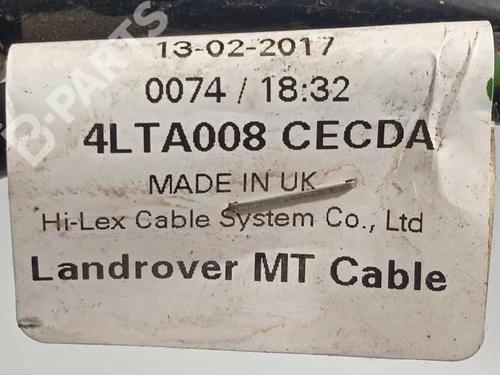 13-02-2017
0074 / 18:32
4LTA008 CECDA
MADE IN UK
Hi-Lex Cable System Co., Ltd
Landrover MT Cable
B-PARTS